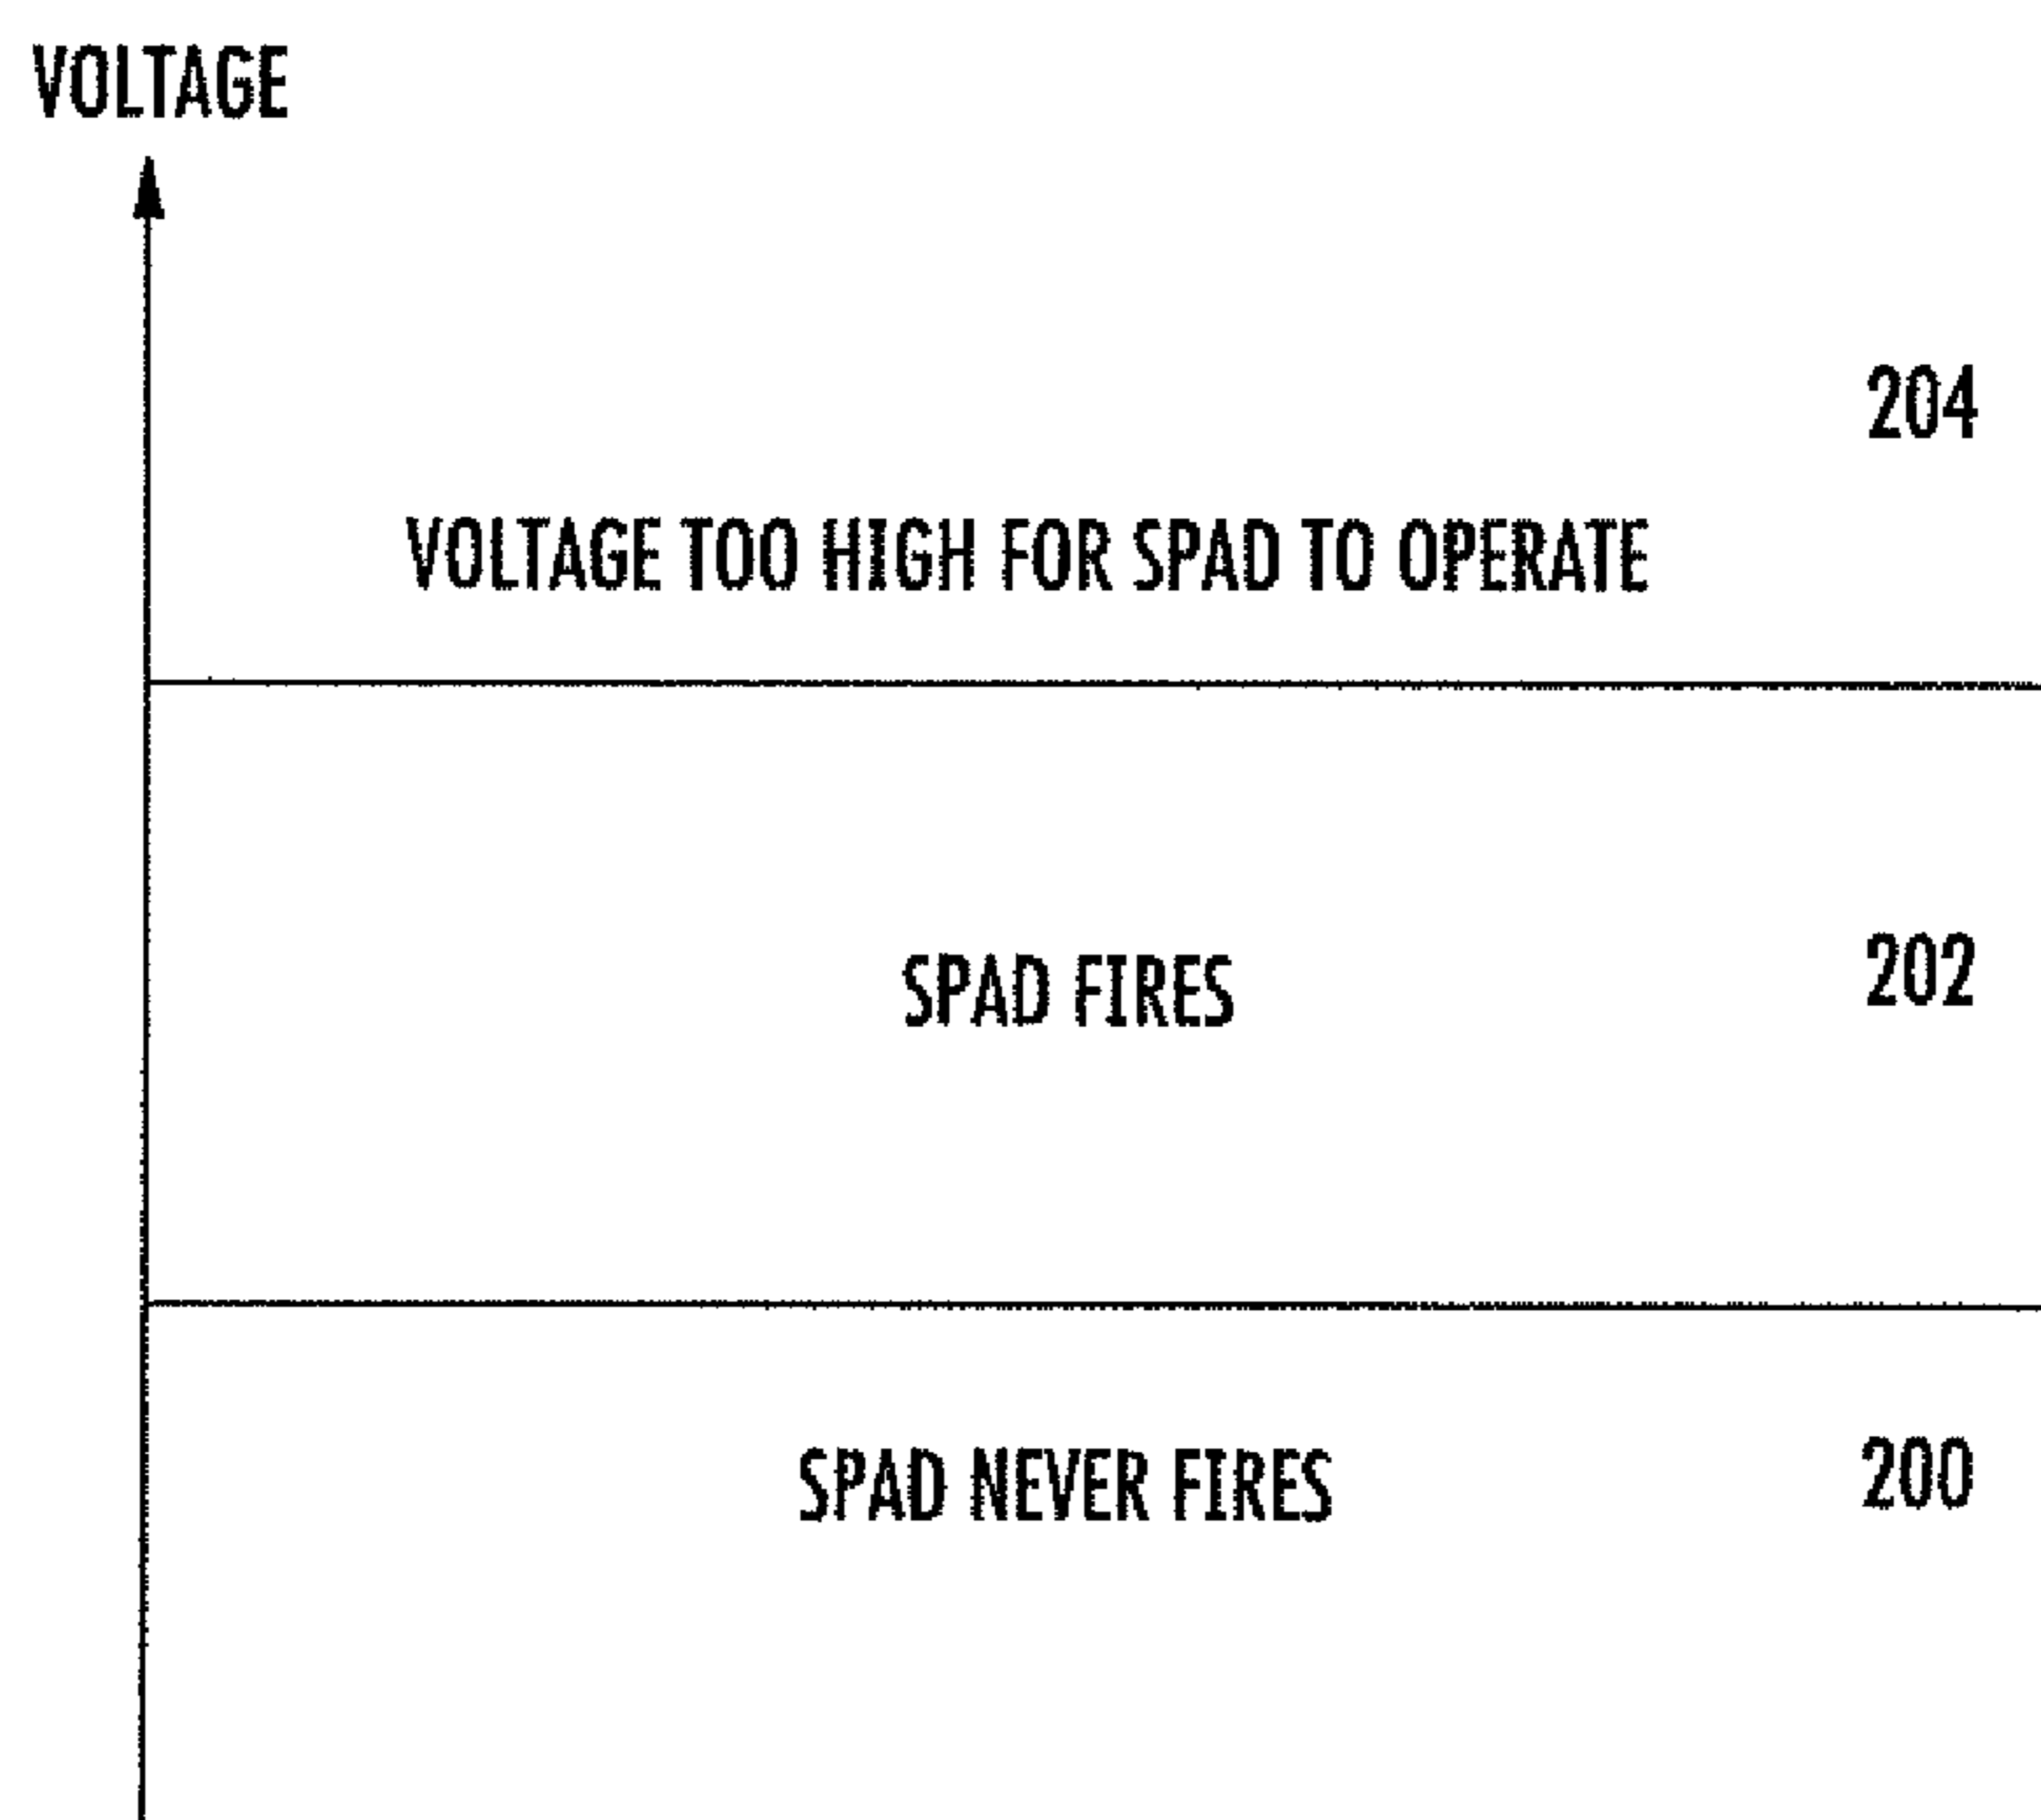 VOLTAGE
204
VOLTAGE TOO HIGH FOR SPAD TO OPERATE
SPAD FIRES
202
SPAD NEVER FIRES
200